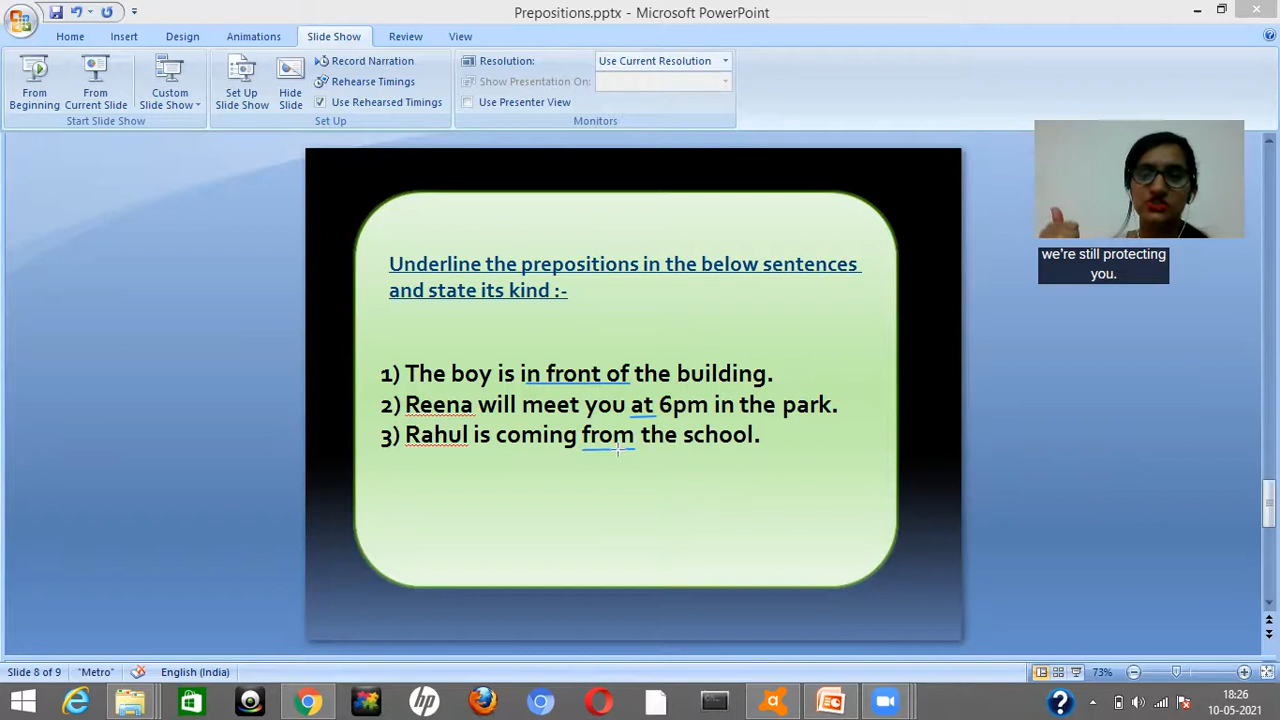 Prepositions.pptx - Microsoft PowerPoint
Home Insert Design Animations Slide Show Review View
From Beginning
From Current Slide
Custom Slide Show
Start Slide Show
Set Up Slide Show
Hide Slide
Record Narration
Rehearse Timings
Use Rehearsed Timings
Set Up
Resolution: Use Current Resolution
Show Presentation On:
Use Presenter View
Monitors
we're still protecting
you.
Underline the prepositions in the below sentences
and state its kind :-
1) The boy is in front of the building.
2) Reena will meet you at 6pm in the park.
3) Rahul is coming from the school.
Slide 8 of 9 "Metro" English (India) 73%
18:26
10-05-2021